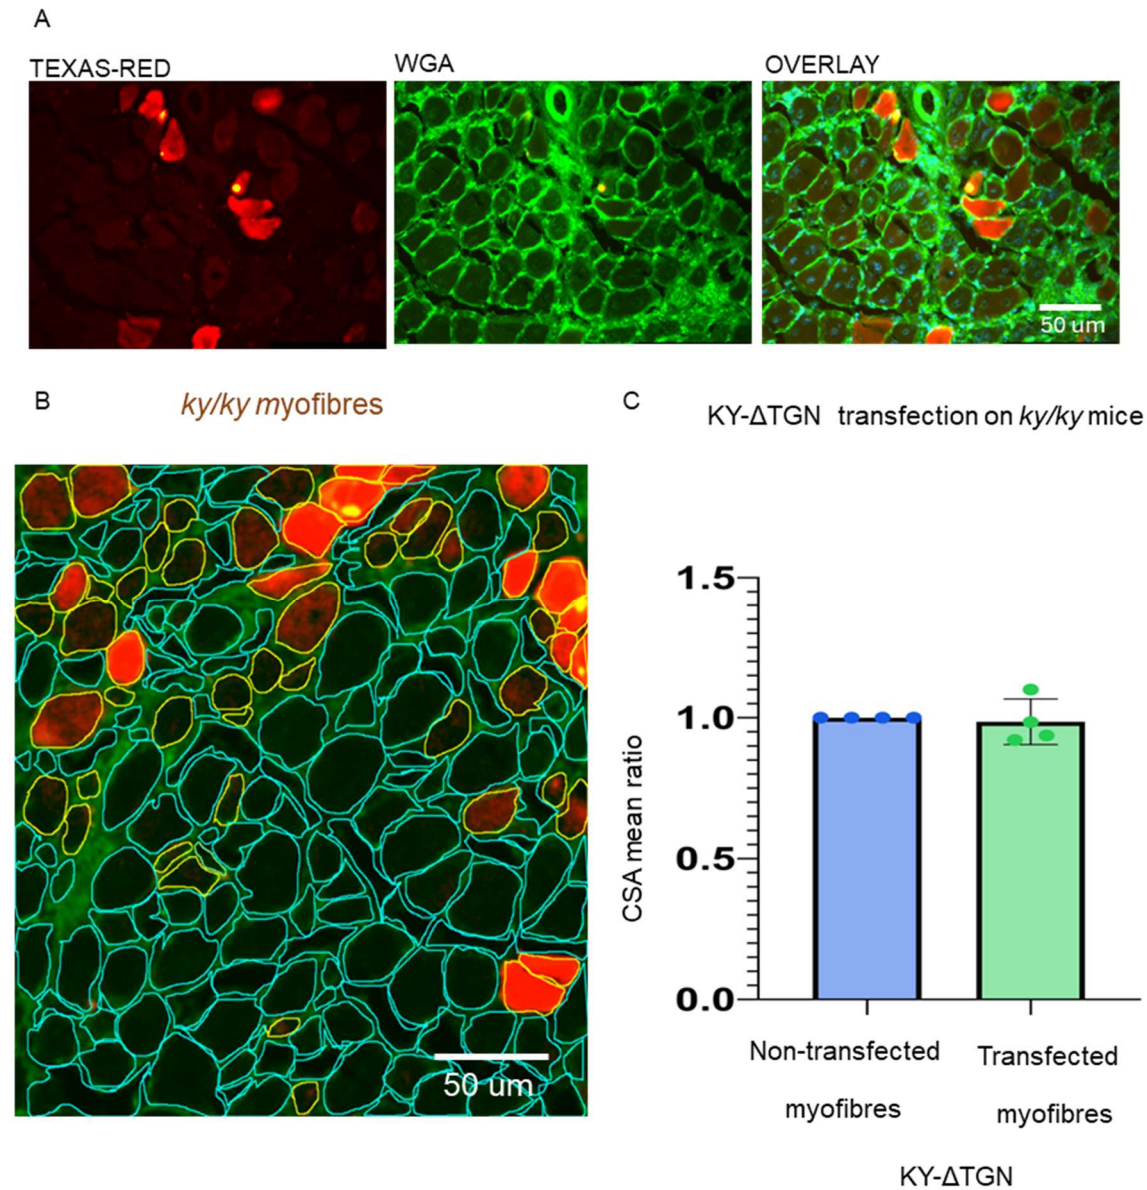 A
TEXAS-RED
WGA
OVERLAY
50 um
B
ky/ky myofibres
50 um
C
KY-ΔTGN transfection on ky/ky mice
CSA mean ratio
1.5
1.0
0.5
0.0
Non-transfected
myofibres
Transfected
myofibres
KY-ΔTGN